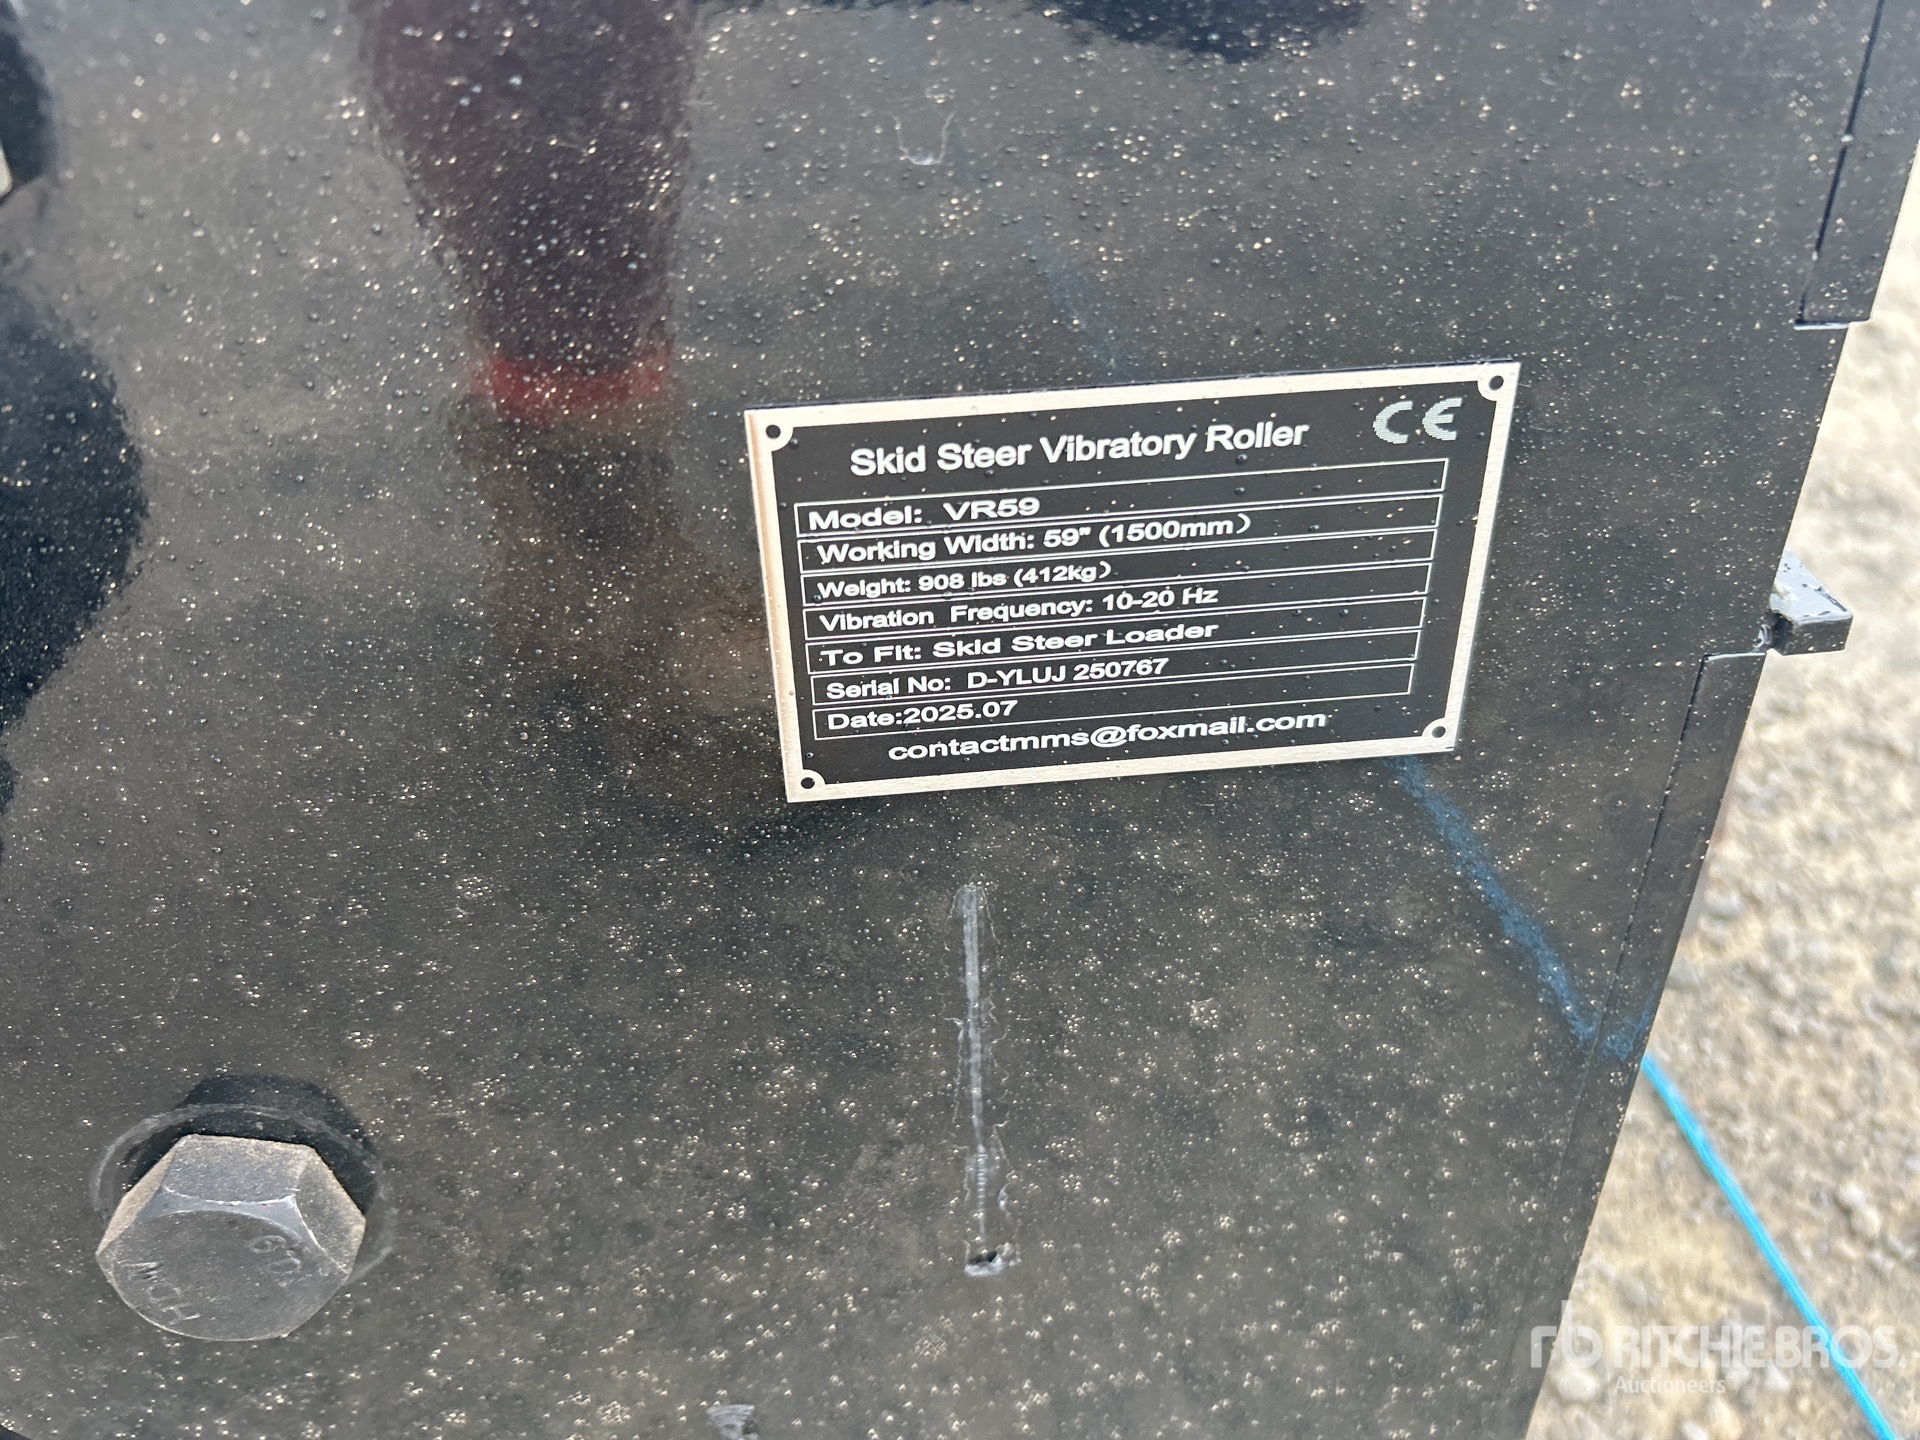 Skid Steer Vibratory Roller CE
Model: VR59
Working Width: 59" (1500mm)
Weight: 908 lbs (412kg)
Vibration Frequency: 10-20 Hz
To Fit: Skid Steer Loader
Serial No: D-YLUJ 250767
Date:2025.07
contactmms@foxmail.com
rb RITCHIE BROS.
Auctioneers